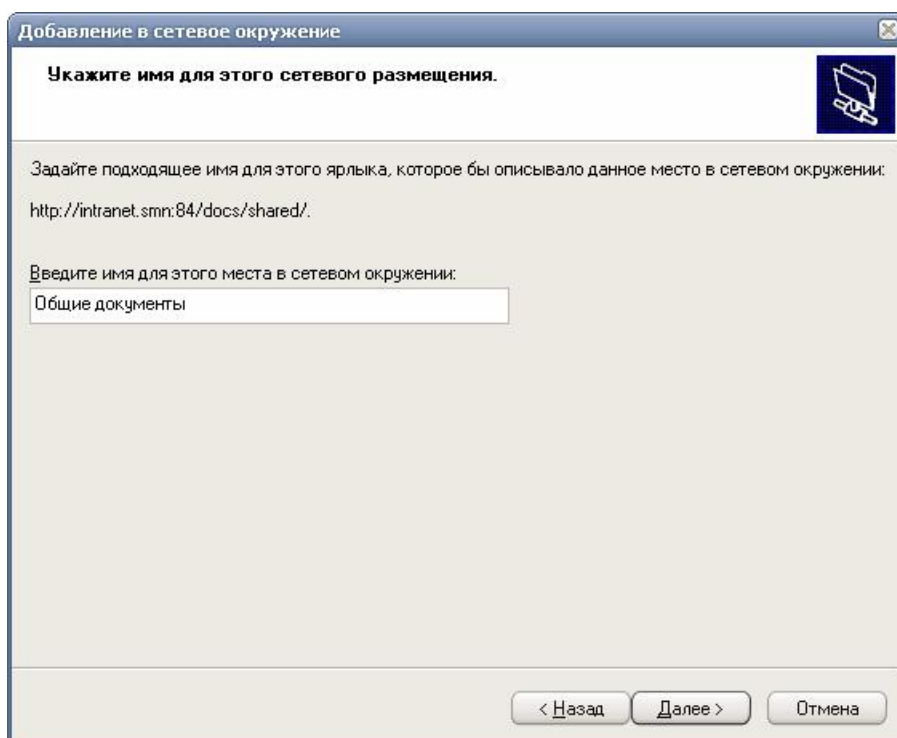 Добавление в сетевое окружение
Укажите имя для этого сетевого размещения.
Задайте подходящее имя для этого ярлыка, которое бы описывало данное место в сетевом окружении:
http://intranet.smn:84/docs/shared/.
Введите имя для этого места в сетевом окружении:
Общие документы
< Назад
Далее >
Отмена